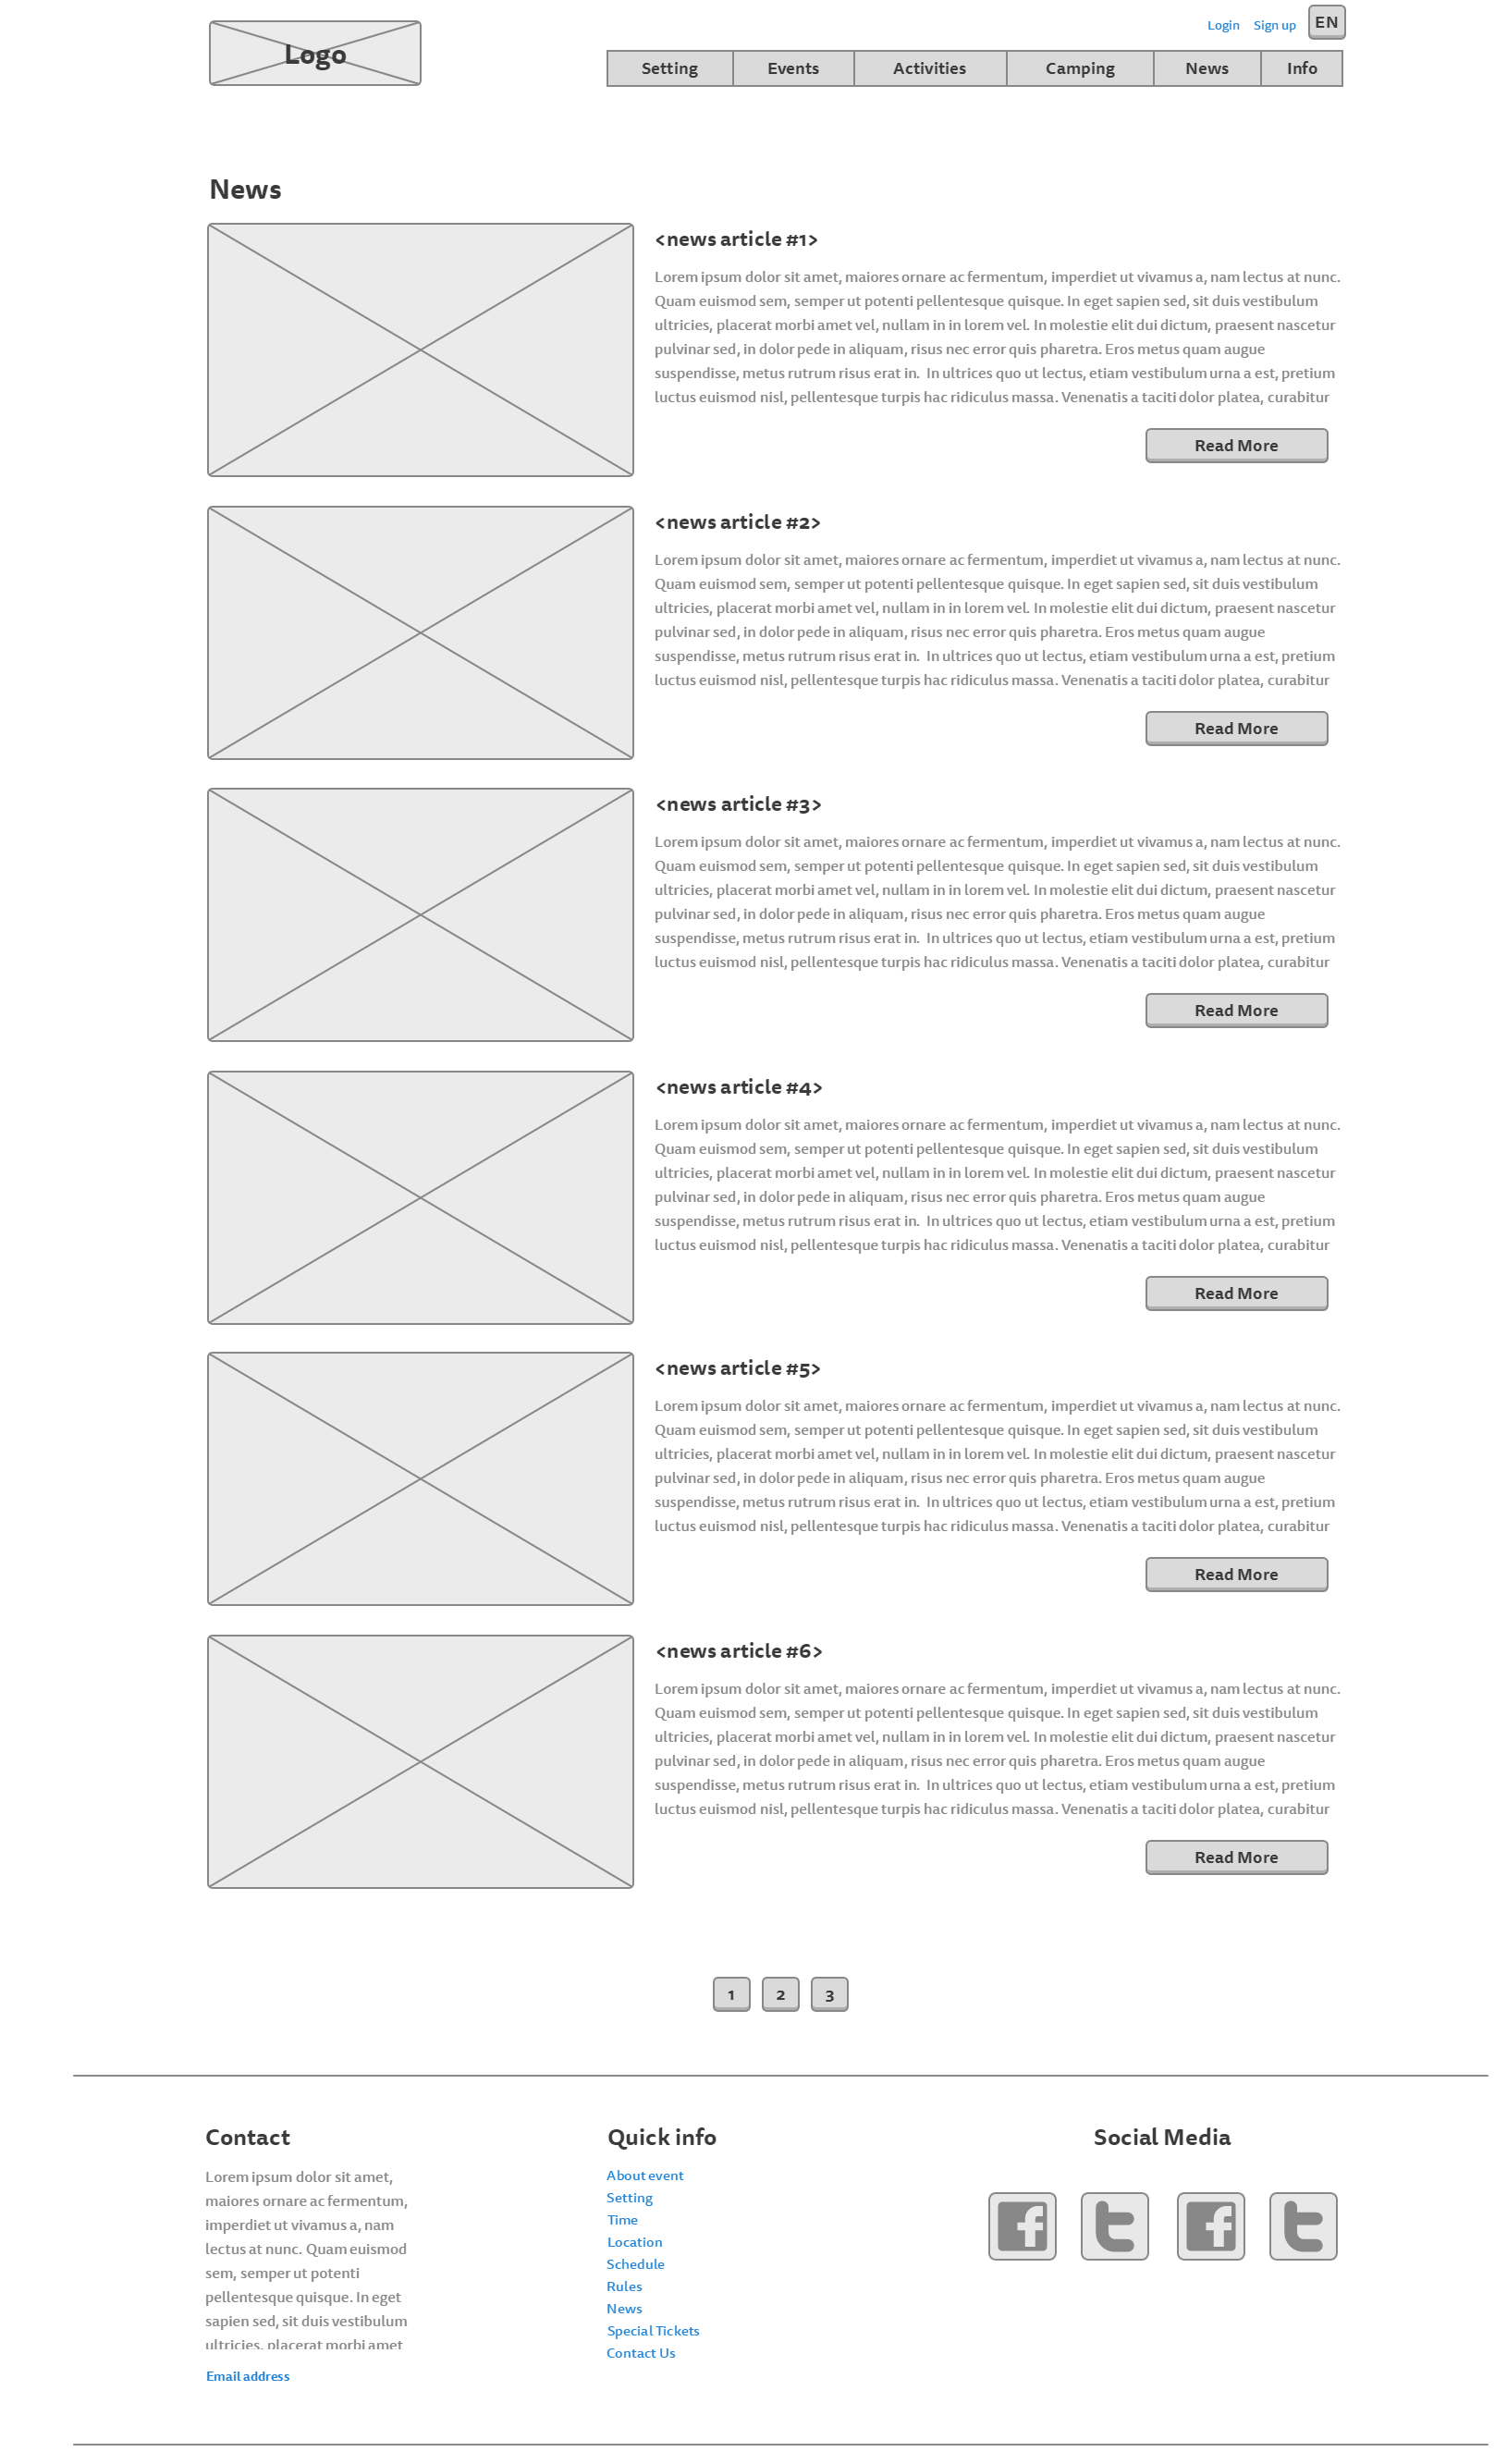 Login Sign up EN
Logo
Setting Events Activities Camping News Info
News
<news article #1>
Lorem ipsum dolor sit amet, maiores ornare ac fermentum, imperdiet ut vivamus a, nam lectus at nunc.
Quam euismod sem, semper ut potenti pellentesque quisque. In eget sapien sed, sit duis vestibulum
ultricies, placerat morbi amet vel, nullam in in lorem vel. In molestie elit dui dictum, praesent nascetur
pulvinar sed, in dolor pede in aliquam, risus nec error quis pharetra. Eros metus quam augue
suspendisse, metus rutrum risus erat in.  In ultrices quo ut lectus, etiam vestibulum urna a est, pretium
luctus euismod nisl, pellentesque turpis hac ridiculus massa. Venenatis a taciti dolor platea, curabitur
Read More
<news article #2>
Lorem ipsum dolor sit amet, maiores ornare ac fermentum, imperdiet ut vivamus a, nam lectus at nunc.
Quam euismod sem, semper ut potenti pellentesque quisque. In eget sapien sed, sit duis vestibulum
ultricies, placerat morbi amet vel, nullam in in lorem vel. In molestie elit dui dictum, praesent nascetur
pulvinar sed, in dolor pede in aliquam, risus nec error quis pharetra. Eros metus quam augue
suspendisse, metus rutrum risus erat in.  In ultrices quo ut lectus, etiam vestibulum urna a est, pretium
luctus euismod nisl, pellentesque turpis hac ridiculus massa. Venenatis a taciti dolor platea, curabitur
Read More
<news article #3>
Lorem ipsum dolor sit amet, maiores ornare ac fermentum, imperdiet ut vivamus a, nam lectus at nunc.
Quam euismod sem, semper ut potenti pellentesque quisque. In eget sapien sed, sit duis vestibulum
ultricies, placerat morbi amet vel, nullam in in lorem vel. In molestie elit dui dictum, praesent nascetur
pulvinar sed, in dolor pede in aliquam, risus nec error quis pharetra. Eros metus quam augue
suspendisse, metus rutrum risus erat in.  In ultrices quo ut lectus, etiam vestibulum urna a est, pretium
luctus euismod nisl, pellentesque turpis hac ridiculus massa. Venenatis a taciti dolor platea, curabitur
Read More
<news article #4>
Lorem ipsum dolor sit amet, maiores ornare ac fermentum, imperdiet ut vivamus a, nam lectus at nunc.
Quam euismod sem, semper ut potenti pellentesque quisque. In eget sapien sed, sit duis vestibulum
ultricies, placerat morbi amet vel, nullam in in lorem vel. In molestie elit dui dictum, praesent nascetur
pulvinar sed, in dolor pede in aliquam, risus nec error quis pharetra. Eros metus quam augue
suspendisse, metus rutrum risus erat in.  In ultrices quo ut lectus, etiam vestibulum urna a est, pretium
luctus euismod nisl, pellentesque turpis hac ridiculus massa. Venenatis a taciti dolor platea, curabitur
Read More
<news article #5>
Lorem ipsum dolor sit amet, maiores ornare ac fermentum, imperdiet ut vivamus a, nam lectus at nunc.
Quam euismod sem, semper ut potenti pellentesque quisque. In eget sapien sed, sit duis vestibulum
ultricies, placerat morbi amet vel, nullam in in lorem vel. In molestie elit dui dictum, praesent nascetur
pulvinar sed, in dolor pede in aliquam, risus nec error quis pharetra. Eros metus quam augue
suspendisse, metus rutrum risus erat in.  In ultrices quo ut lectus, etiam vestibulum urna a est, pretium
luctus euismod nisl, pellentesque turpis hac ridiculus massa. Venenatis a taciti dolor platea, curabitur
Read More
<news article #6>
Lorem ipsum dolor sit amet, maiores ornare ac fermentum, imperdiet ut vivamus a, nam lectus at nunc.
Quam euismod sem, semper ut potenti pellentesque quisque. In eget sapien sed, sit duis vestibulum
ultricies, placerat morbi amet vel, nullam in in lorem vel. In molestie elit dui dictum, praesent nascetur
pulvinar sed, in dolor pede in aliquam, risus nec error quis pharetra. Eros metus quam augue
suspendisse, metus rutrum risus erat in.  In ultrices quo ut lectus, etiam vestibulum urna a est, pretium
luctus euismod nisl, pellentesque turpis hac ridiculus massa. Venenatis a taciti dolor platea, curabitur
Read More
1 2 3
Contact
Lorem ipsum dolor sit amet,
maiores ornare ac fermentum,
imperdiet ut vivamus a, nam
lectus at nunc. Quam euismod
sem, semper ut potenti
pellentesque quisque. In eget
sapien sed, sit duis vestibulum
ultricies, placerat morbi amet
Email address
Quick info
About event
Setting
Time
Location
Schedule
Rules
News
Special Tickets
Contact Us
Social Media